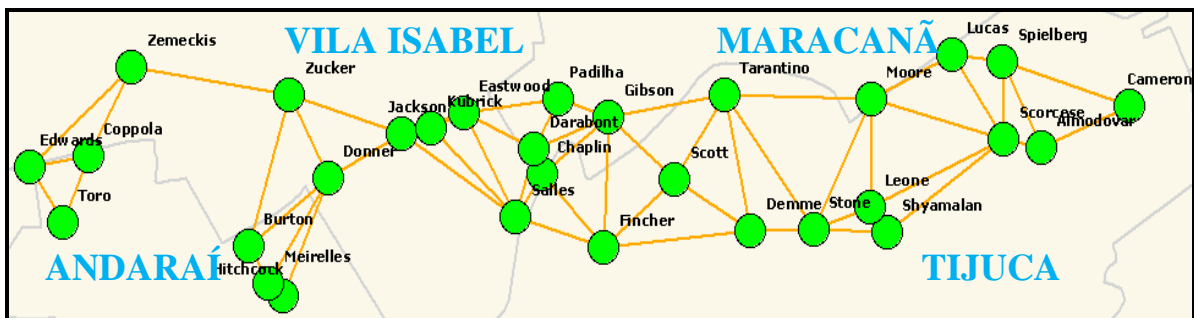 VILA ISABEL
MARACANÃ
Zemeckis
Zucker
Lucas
Spielberg
Padilha
Tarantino
Moore
Cameron
Eastwood
Gibson
Kubrick
Jackson
Scorcese
Almodovar
Edwards
Coppola
Donner
Darabont
Chaplin
Scott
Toro
Salles
Leone
Burton
Fincher
Demme
Stone
Shyamalan
ANDARAÍ
Hitchcock
Meirelles
TIJUCA